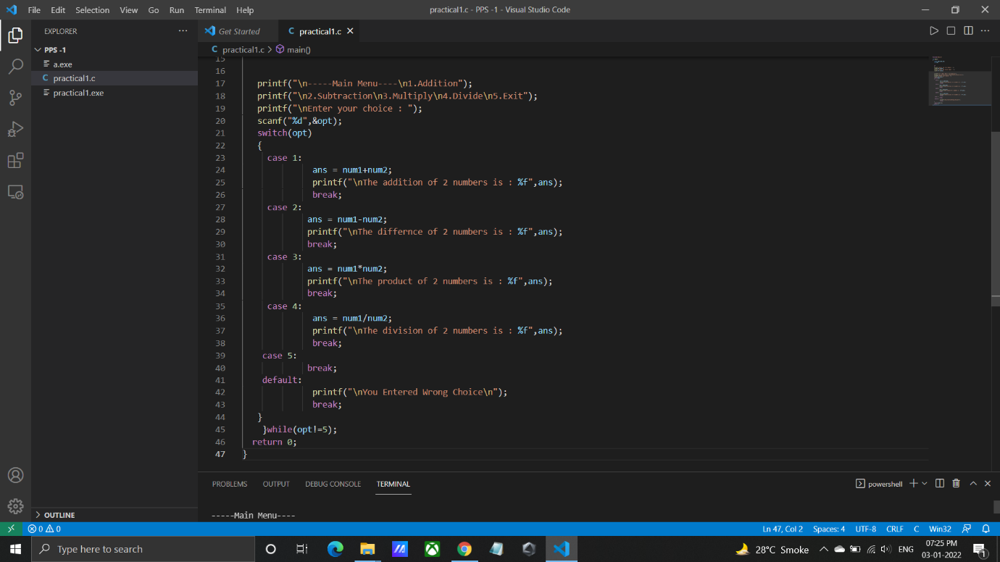 File Edit Selection View Go Run Terminal Help practical1.c - PPS -1 - Visual Studio Code
EXPLORER
Get Started
practical1.c
PPS -1
a.exe
practical1.c
practical1.exe
practical1.c > main()
15
16
17 printf("\n-----Main Menu----\n1.Addition");
18 printf("\n2.Subtraction\n3.Multiply\n4.Divide\n5.Exit");
19 printf("\nEnter your choice : ");
20 scanf("%d",&opt);
21 switch(opt)
22 {
23 case 1:
24 ans = num1+num2;
25 printf("\nThe addition of 2 numbers is : %f",ans);
26 break;
27 case 2:
28 ans = num1-num2;
29 printf("\nThe differnce of 2 numbers is : %f",ans);
30 break;
31 case 3:
32 ans = num1*num2;
33 printf("\nThe product of 2 numbers is : %f",ans);
34 break;
35 case 4:
36 ans = num1/num2;
37 printf("\nThe division of 2 numbers is : %f",ans);
38 break;
39 case 5:
40 break;
41 default:
42 printf("\nYou Entered Wrong Choice\n");
43 break;
44 }
45 }while(opt!=5);
46 return 0;
47 }
PROBLEMS OUTPUT DEBUG CONSOLE TERMINAL powershell
-----Main Menu----
OUTLINE
0 0 Ln 47, Col 2 Spaces: 4 UTF-8 CRLF C Win32
Type here to search
28°C Smoke
ENG
07:25 PM
03-01-2022
1